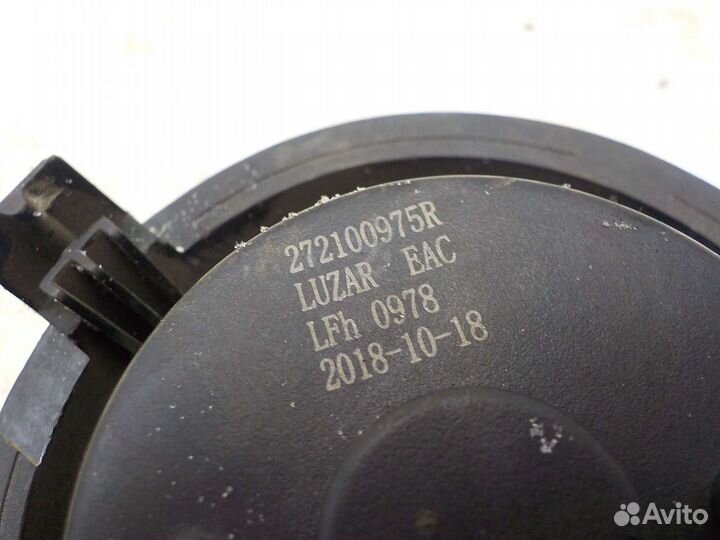 272100975R
LUZAR EAC
LFh 0978
2018-10-18
Avito